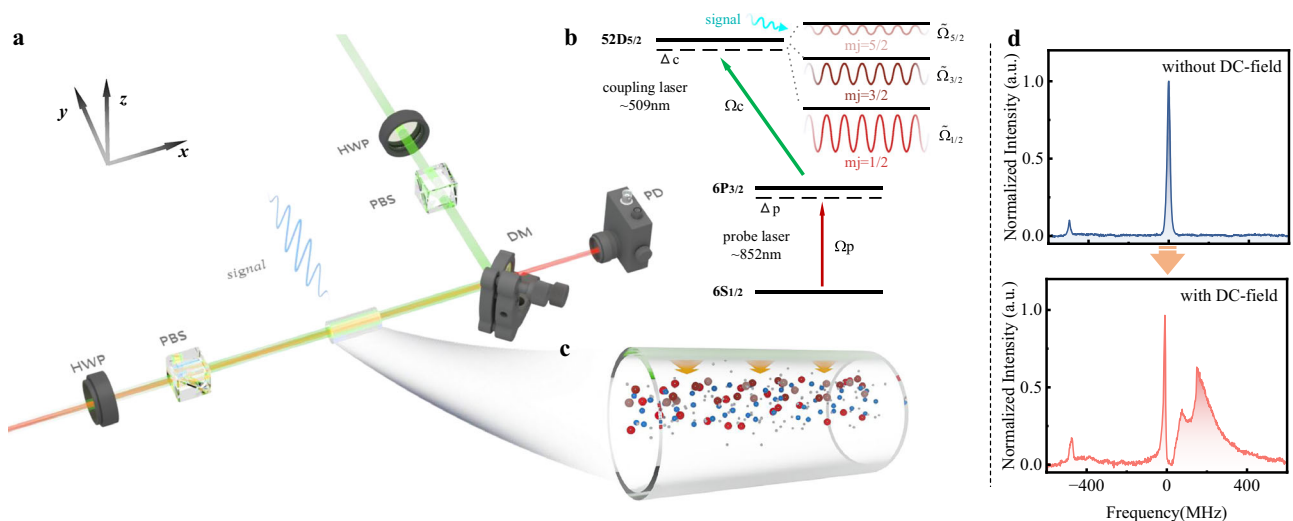 a
z
y
x
HWP
PBS
PD
DM
signal
PBS
HWP
b
signal
52D5/2
Δc
coupling laser
~509nm
Ωc
mj=5/2
Ω̃5/2
mj=3/2
Ω̃3/2
mj=1/2
Ω̃1/2
6P3/2
Δp
probe laser
~852nm
Ωp
6S1/2
c
d
without DC-field
Normalized Intensity (a.u.)
1.0
0.5
0.0
with DC-field
Normalized Intensity (a.u.)
1.0
0.5
0.0
−400
0
400
Frequency(MHz)